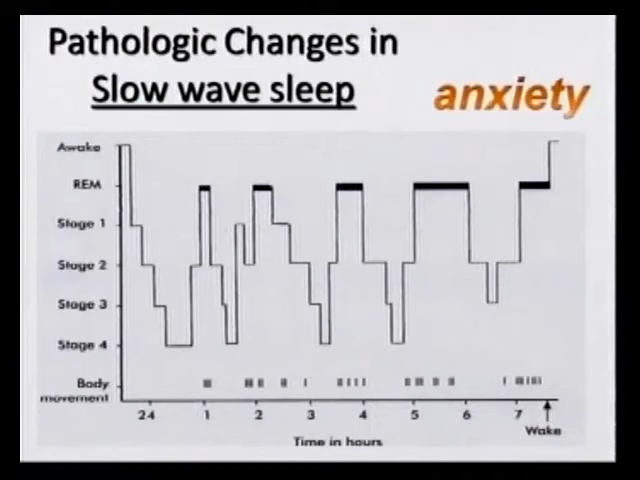 Pathologic Changes in
Slow wave sleep
anxiety
Awake
REM
Stage 1
Stage 2
Stage 3
Stage 4
Body
movement
24 1 2 3 4 5 6 7
Wake
Time in hours